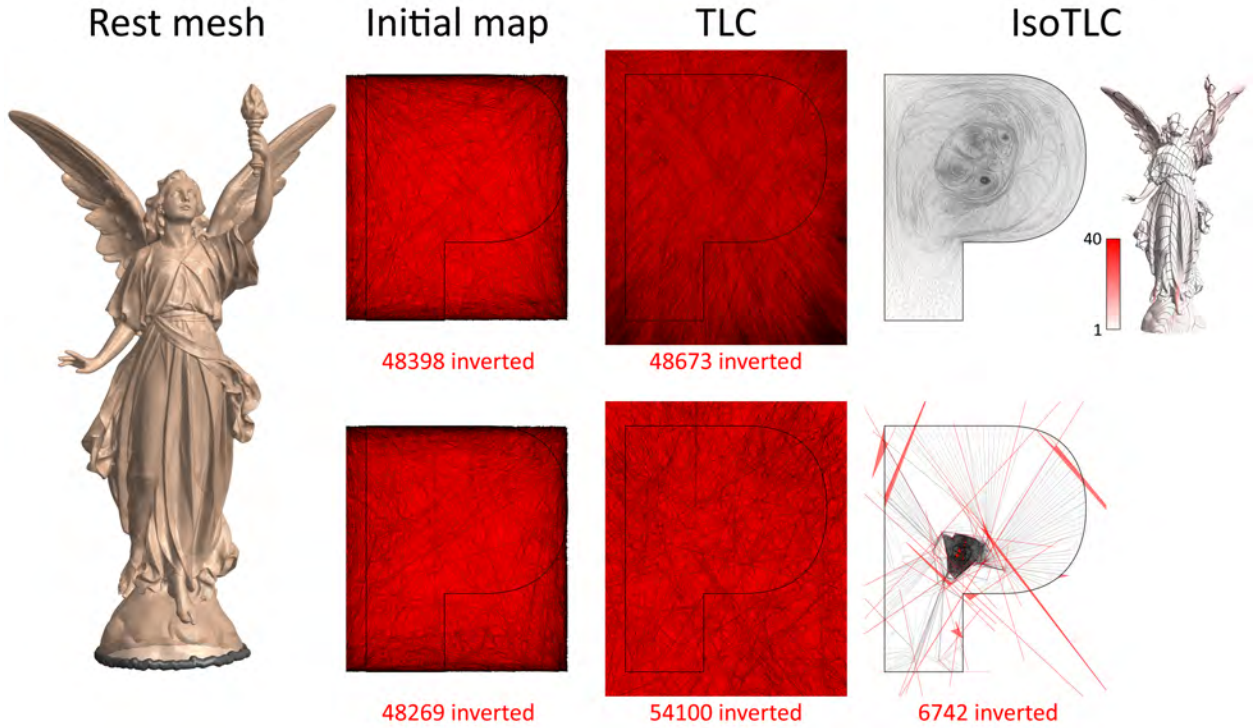 Rest mesh
Initial map
TLC
IsoTLC
40
1
48398 inverted
48673 inverted
48269 inverted
54100 inverted
6742 inverted